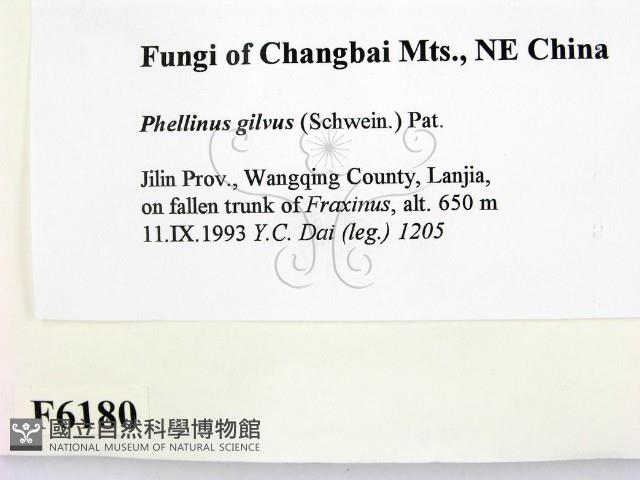 Fungi of Changbai Mts., NE China
Phellinus gilvus (Schwein.) Pat.
Jilin Prov., Wangqing County, Lanjia,
on fallen trunk of Fraxinus, alt. 650 m
11.IX.1993 Y.C. Dai (leg.) 1205
F6180
國立自然科學博物館
NATIONAL MUSEUM OF NATURAL SCIENCE